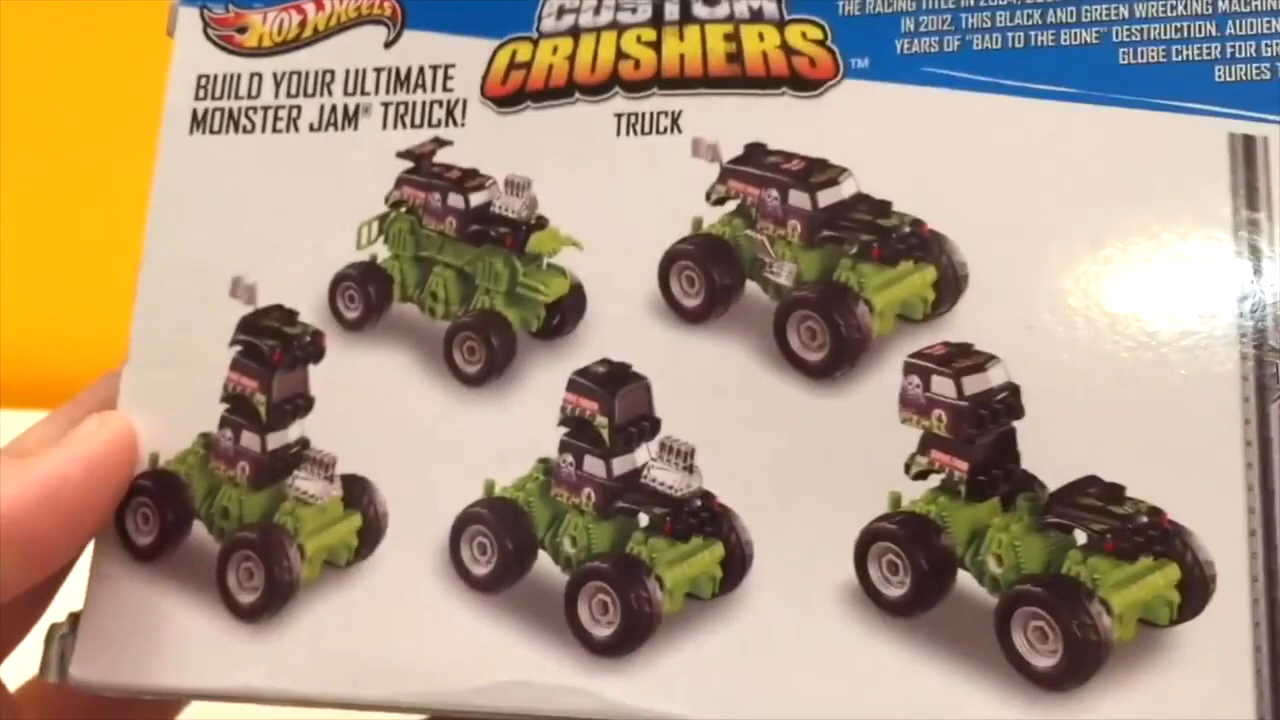 HOT WHEELS
CUSTOM
CRUSHERS™
BUILD YOUR ULTIMATE
MONSTER JAM® TRUCK!
TRUCK
THE RACING TITLE IN
IN 2012, THIS BLACK AND GREEN WRECKING
YEARS OF "BAD TO THE BONE" DESTRUCTION.
GLOBE CHEER FOR
BURIES